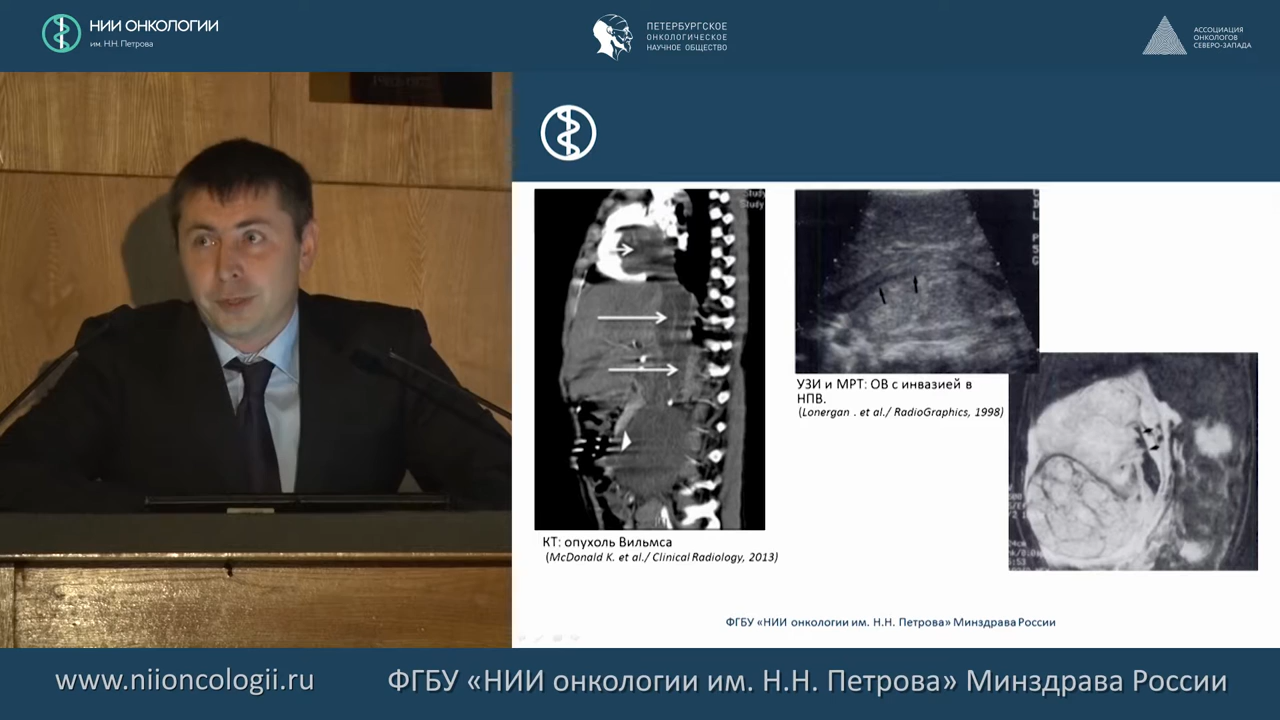 НИИ ОНКОЛОГИИ
им. Н.Н. Петрова
ПЕТЕРБУРГСКОЕ
ОНКОЛОГИЧЕСКОЕ
НАУЧНОЕ ОБЩЕСТВО
АССОЦИАЦИЯ
ОНКОЛОГОВ
СЕВЕРО-ЗАПАДА
Study
Study
УЗИ и МРТ: ОВ с инвазией в
НПВ.
(Lonergan . et al./ RadioGraphics, 1998)
КТ: опухоль Вильмса
(McDonald K. et al./ Clinical Radiology, 2013)
ФГБУ «НИИ онкологии им. Н.Н. Петрова» Минздрава России
www.niioncologii.ru
ФГБУ «НИИ онкологии им. Н.Н. Петрова» Минздрава России